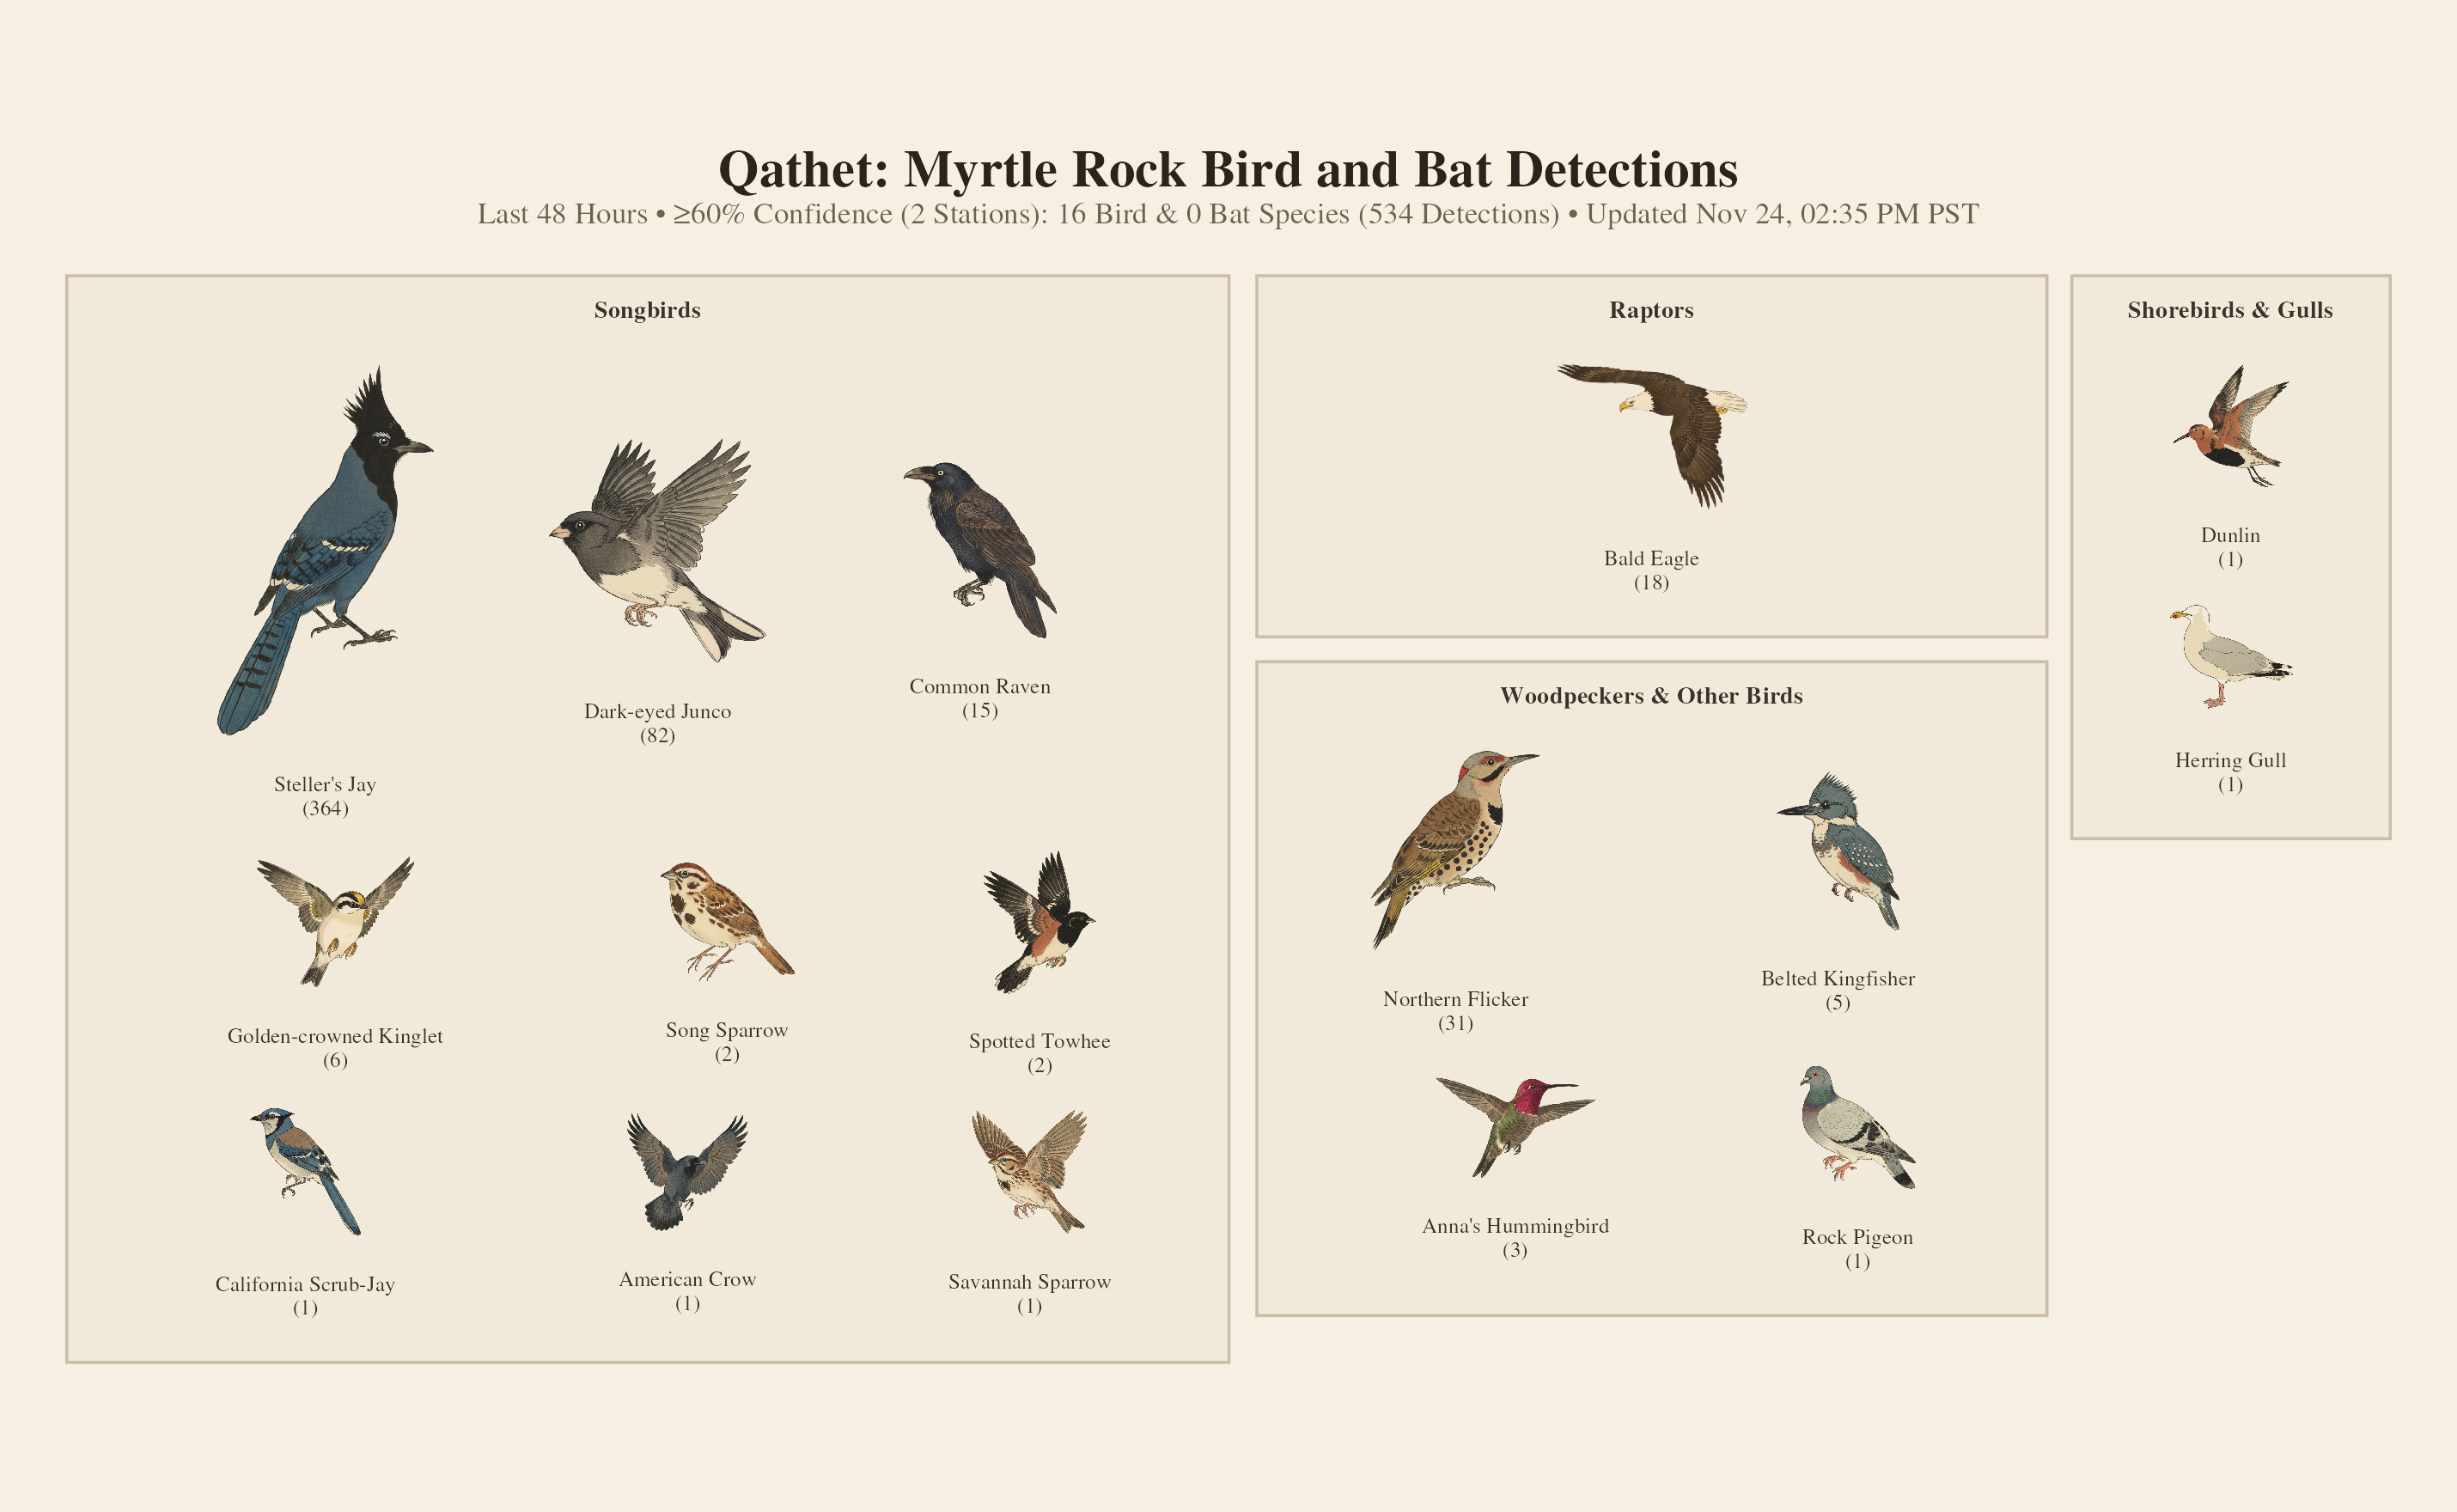 Qathet: Myrtle Rock Bird and Bat Detections
Last 48 Hours • ≥60% Confidence (2 Stations): 16 Bird & 0 Bat Species (534 Detections) • Updated Nov 24, 02:35 PM PST
Songbirds
Steller's Jay
(364)
Dark-eyed Junco
(82)
Common Raven
(15)
Golden-crowned Kinglet
(6)
Song Sparrow
(2)
Spotted Towhee
(2)
California Scrub-Jay
(1)
American Crow
(1)
Savannah Sparrow
(1)
Raptors
Bald Eagle
(18)
Woodpeckers & Other Birds
Northern Flicker
(31)
Belted Kingfisher
(5)
Anna's Hummingbird
(3)
Rock Pigeon
(1)
Shorebirds & Gulls
Dunlin
(1)
Herring Gull
(1)